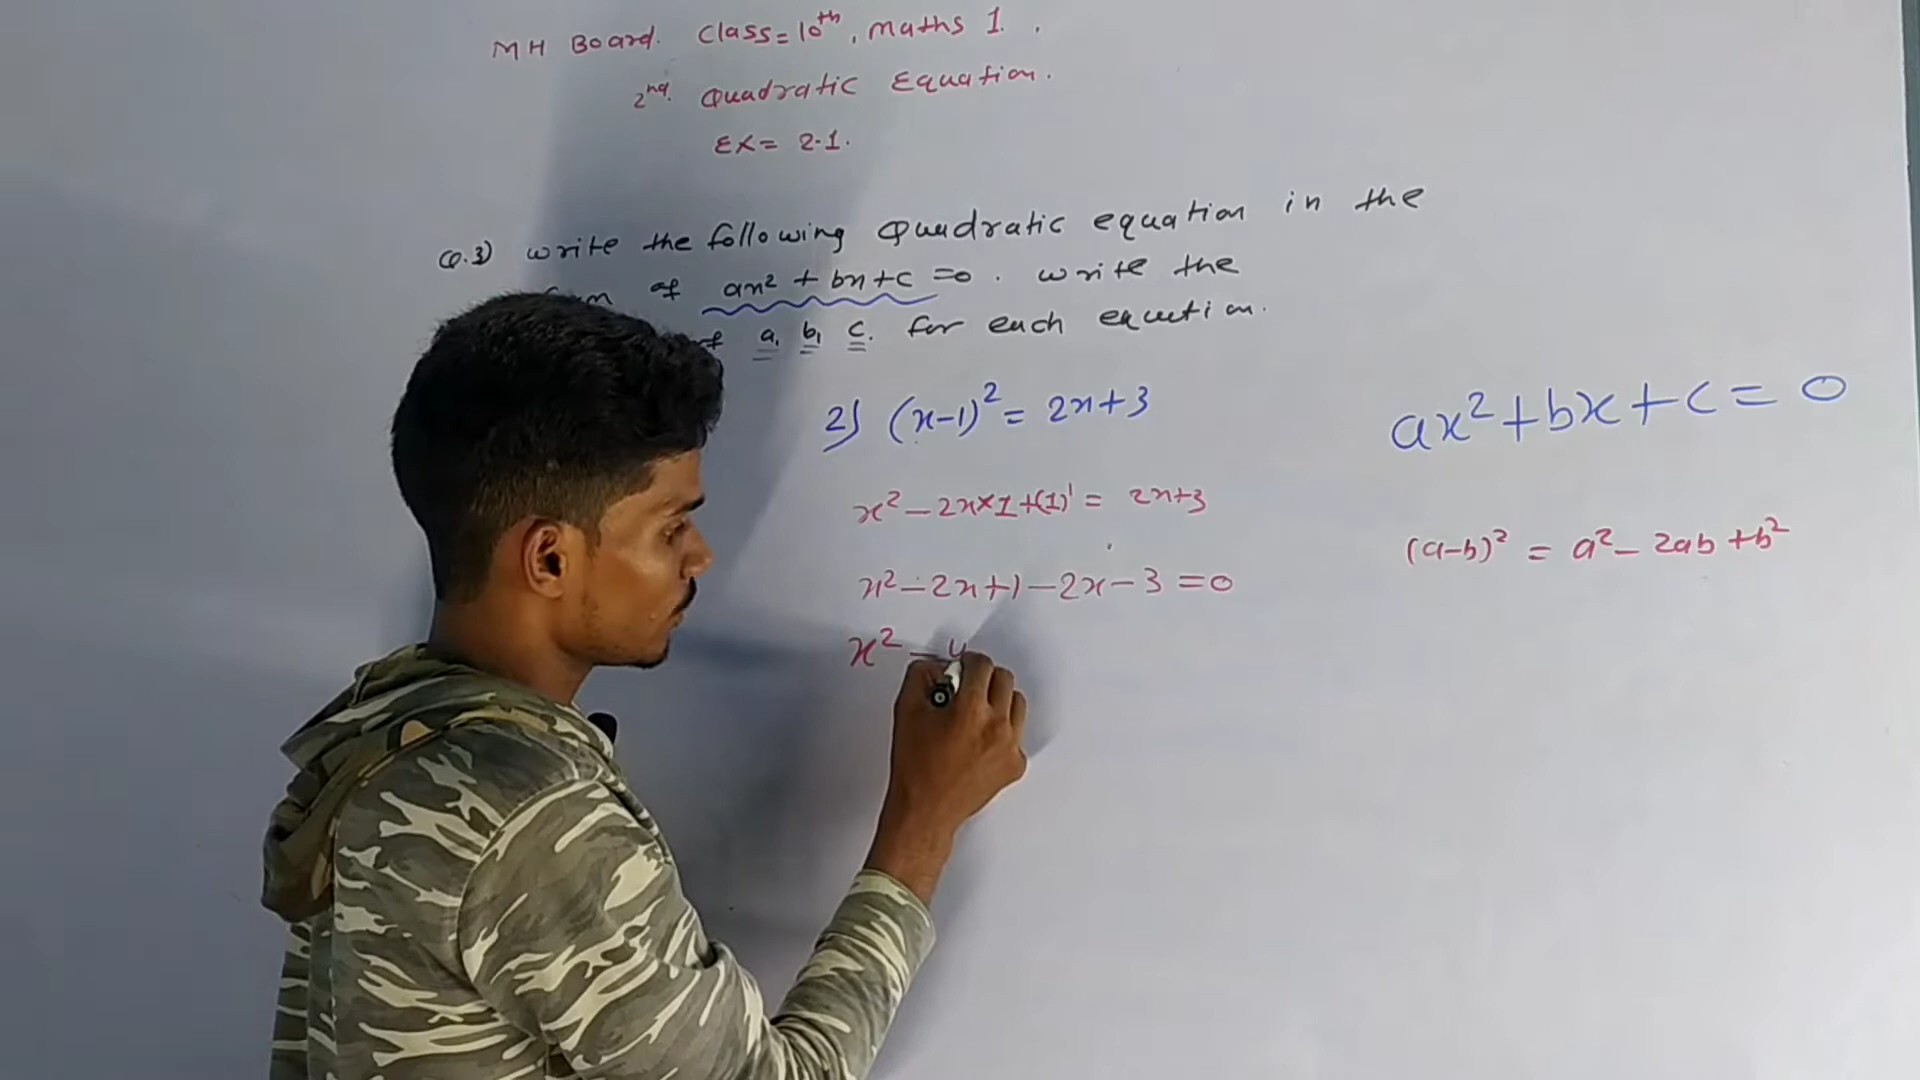 MH Board. Class=10th, Maths 1.
2nd. Quadratic Equation.
EX= 2.1.
Q.3) write the following Quadratic equation in the
of ax² + bx+c =0. write the
of a, b, c. for each equation.
2) (x-1)² = 2x+3
ax²+bx+c=0
x²-2x×1+(1)¹= 2x+3
(a-b)² = a²- 2ab +b²
x²-2x+1-2x-3=0
x²-4